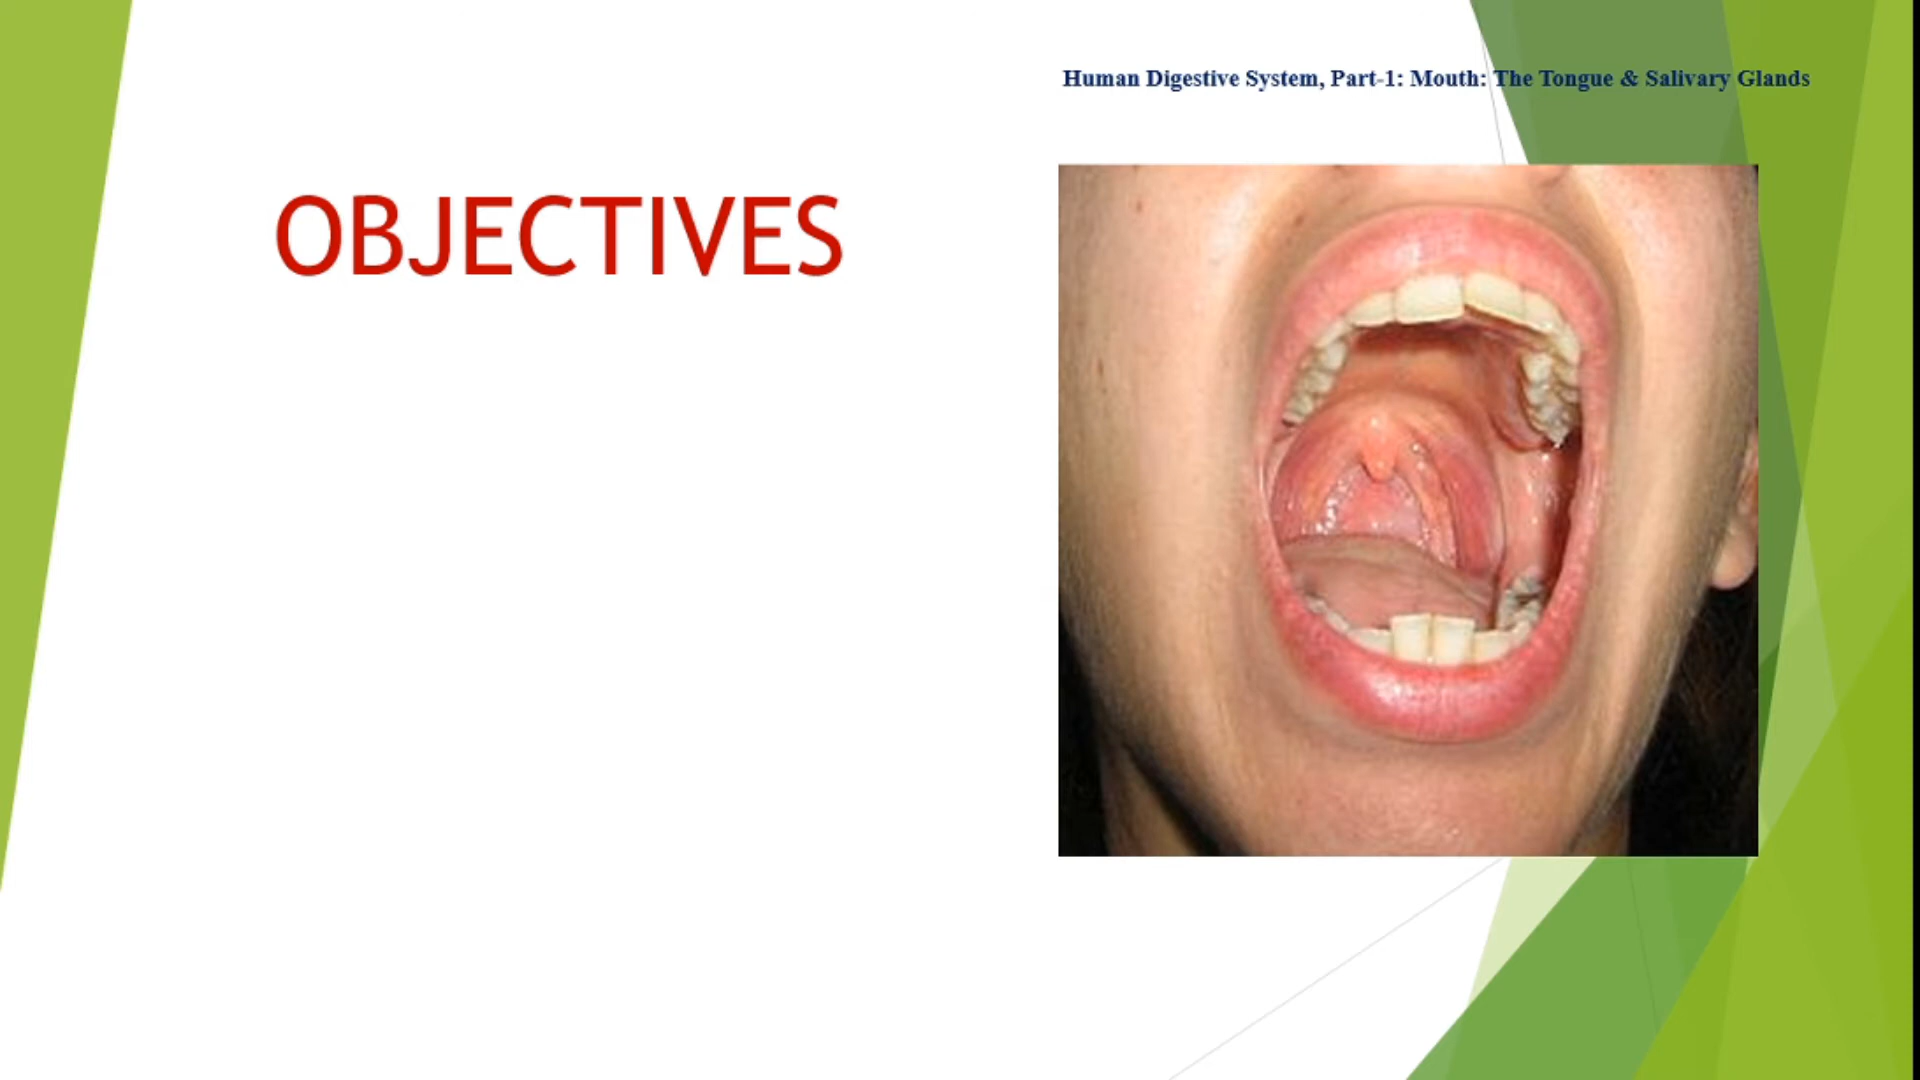 Human Digestive System, Part-1: Mouth: The Tongue & Salivary Glands
OBJECTIVES